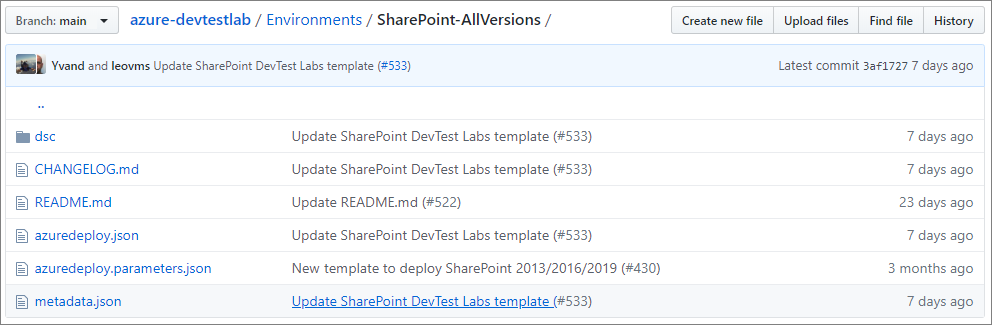 Branch: main azure-devtestlab / Environments / SharePoint-AllVersions / Create new file Upload files Find file History
Yvand and leovms Update SharePoint DevTest Labs template (#533) Latest commit 3af1727 7 days ago
..
dsc Update SharePoint DevTest Labs template (#533) 7 days ago
CHANGELOG.md Update SharePoint DevTest Labs template (#533) 7 days ago
README.md Update README.md (#522) 23 days ago
azuredeploy.json Update SharePoint DevTest Labs template (#533) 7 days ago
azuredeploy.parameters.json New template to deploy SharePoint 2013/2016/2019 (#430) 3 months ago
metadata.json Update SharePoint DevTest Labs template (#533) 7 days ago